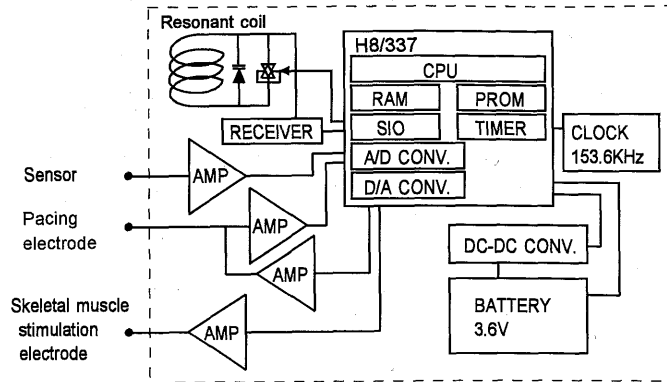 Resonant coil
H8/337
CPU
RAM
PROM
SIO
TIMER
A/D CONV.
D/A CONV.
RECEIVER
CLOCK
153.6KHz
Sensor
AMP
Pacing
electrode
AMP
AMP
DC-DC CONV.
BATTERY
3.6V
Skeletal muscle
stimulation
electrode
AMP